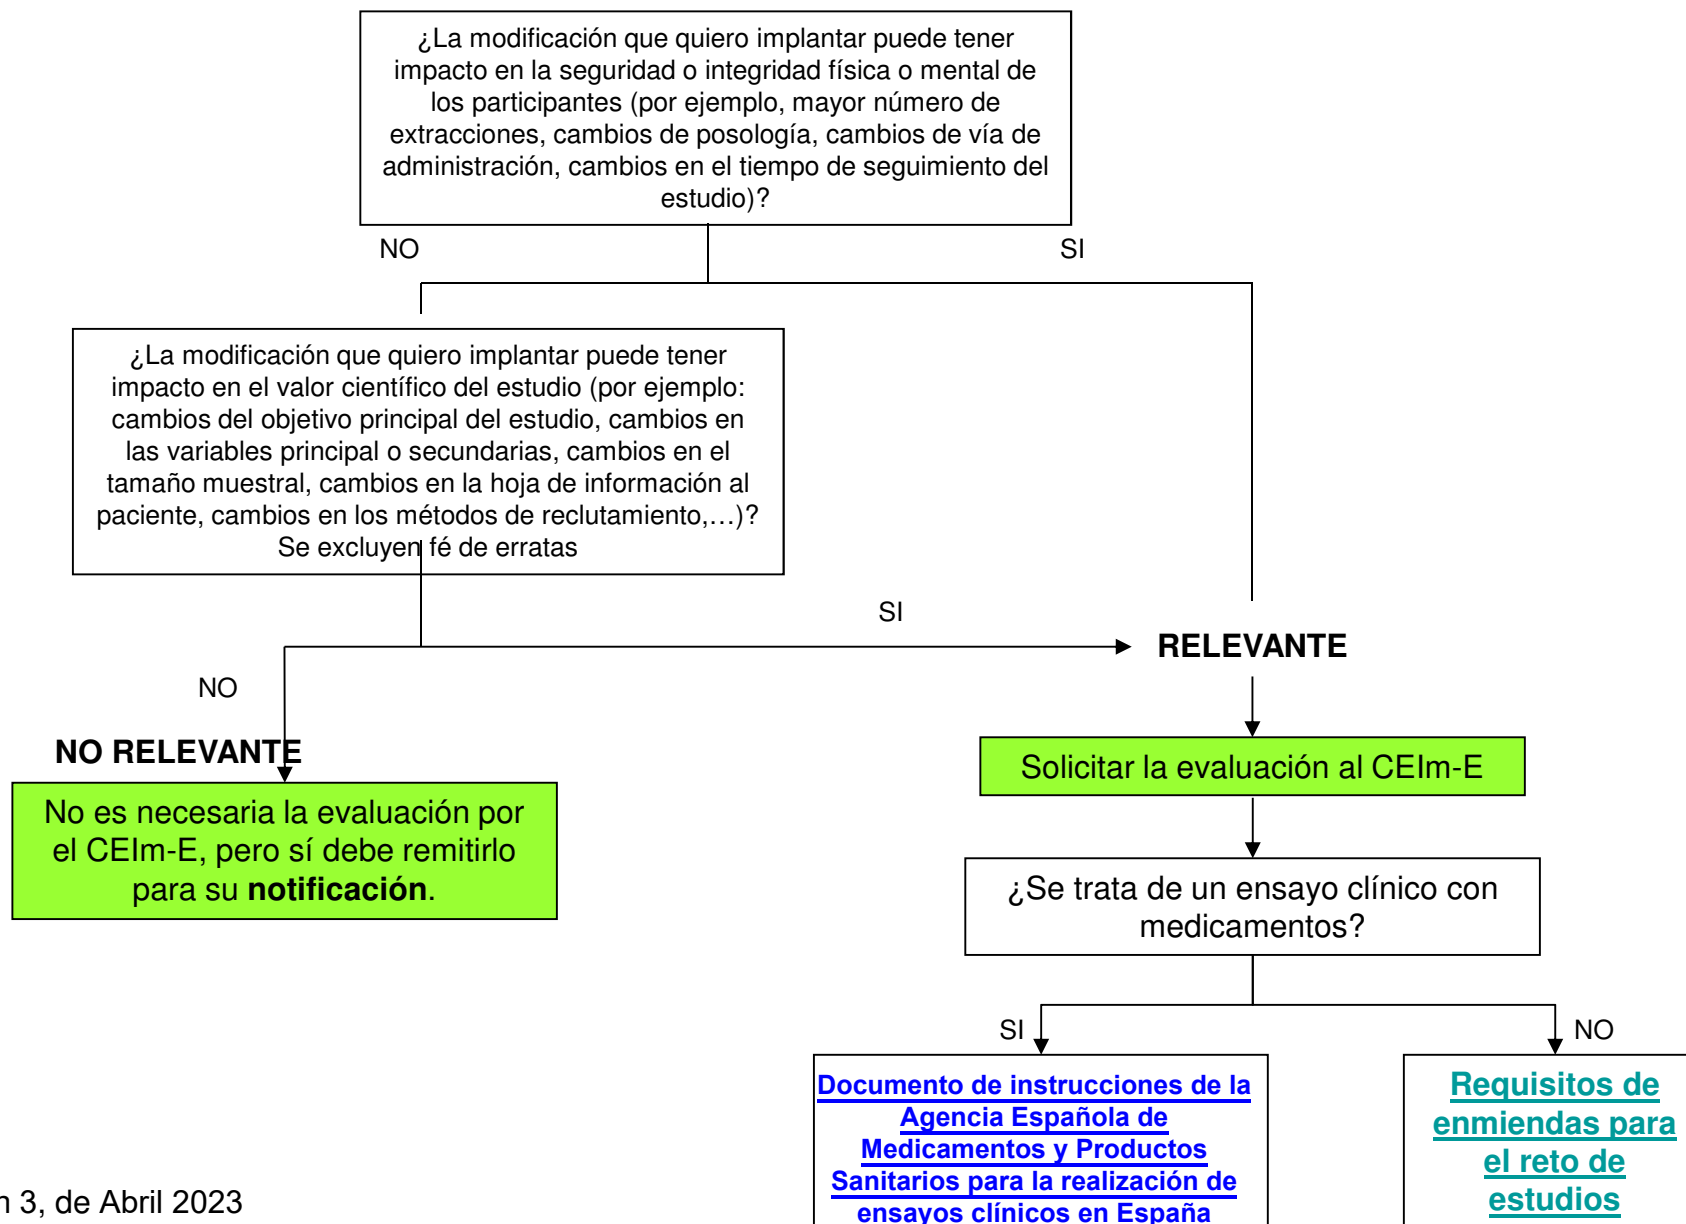 ¿La modificación que quiero implantar puede tener
impacto en la seguridad o integridad física o mental de
los participantes (por ejemplo, mayor número de
extracciones, cambios de posología, cambios de vía de
administración, cambios en el tiempo de seguimiento del
estudio)?
NO
SI
¿La modificación que quiero implantar puede tener
impacto en el valor científico del estudio (por ejemplo:
cambios del objetivo principal del estudio, cambios en
las variables principal o secundarias, cambios en el
tamaño muestral, cambios en la hoja de información al
paciente, cambios en los métodos de reclutamiento,…)?
Se excluyen fé de erratas
SI
RELEVANTE
NO
NO RELEVANTE
No es necesaria la evaluación por
el CEIm-E, pero sí debe remitirlo
para su notificación.
Solicitar la evaluación al CEIm-E
¿Se trata de un ensayo clínico con
medicamentos?
SI
NO
Documento de instrucciones de la
Agencia Española de
Medicamentos y Productos
Sanitarios para la realización de
ensayos clínicos en España
Requisitos de
enmiendas para
el reto de
estudios
n 3, de Abril 2023